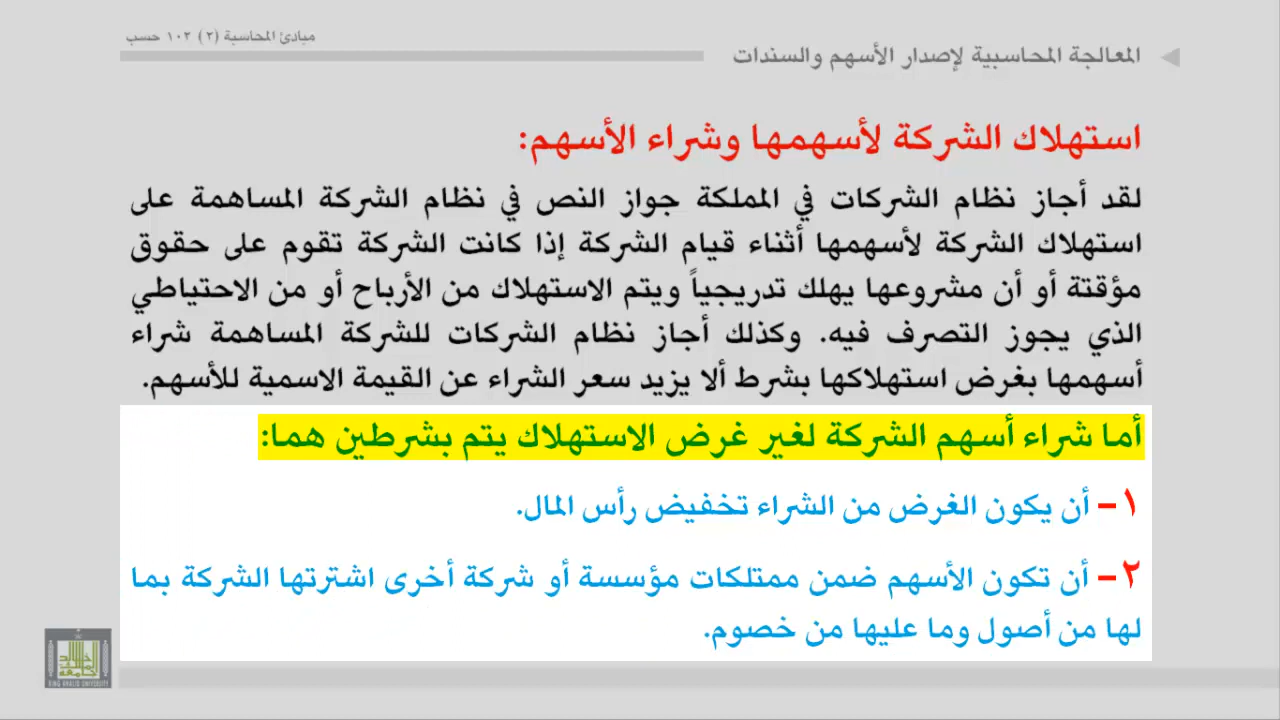 مبادئ المحاسبة (٢) ١٠٢ حسب
المعالجة المحاسبية لإصدار الأسهم والسندات
استهلاك الشركة لأسهمها وشراء الأسهم:
لقد أجاز نظام الشركات في المملكة جواز النص في نظام الشركة المساهمة على
استهلاك الشركة لأسهمها أثناء قيام الشركة إذا كانت الشركة تقوم على حقوق
مؤقتة أو أن مشروعها يهلك تدريجياً ويتم الاستهلاك من الأرباح أو من الاحتياطي
الذي يجوز التصرف فيه. وكذلك أجاز نظام الشركات للشركة المساهمة شراء
أسهمها بغرض استهلاكها بشرط ألا يزيد سعر الشراء عن القيمة الاسمية للأسهم.
أما شراء أسهم الشركة لغير غرض الاستهلاك يتم بشرطين هما:
١- أن يكون الغرض من الشراء تخفيض رأس المال.
٢- أن تكون الأسهم ضمن ممتلكات مؤسسة أو شركة أخرى اشترتها الشركة بما
لها من أصول وما عليها من خصوم.
KING KHALID UNIVERSITY